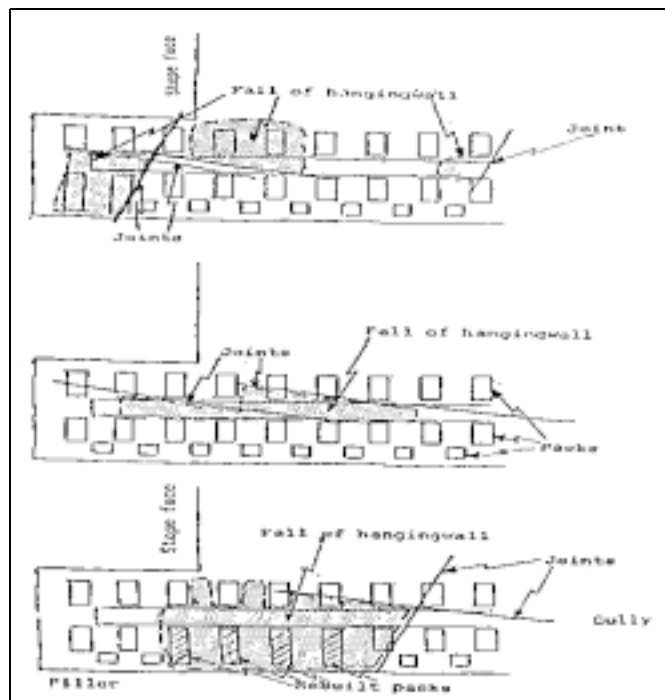 Stope face
Fall of hangingwall
Joint
Joints
Fall of hangingwall
Joints
Packs
Stope face
Fall of hangingwall
Joints
Gully
Pillar
Rebuilt packs